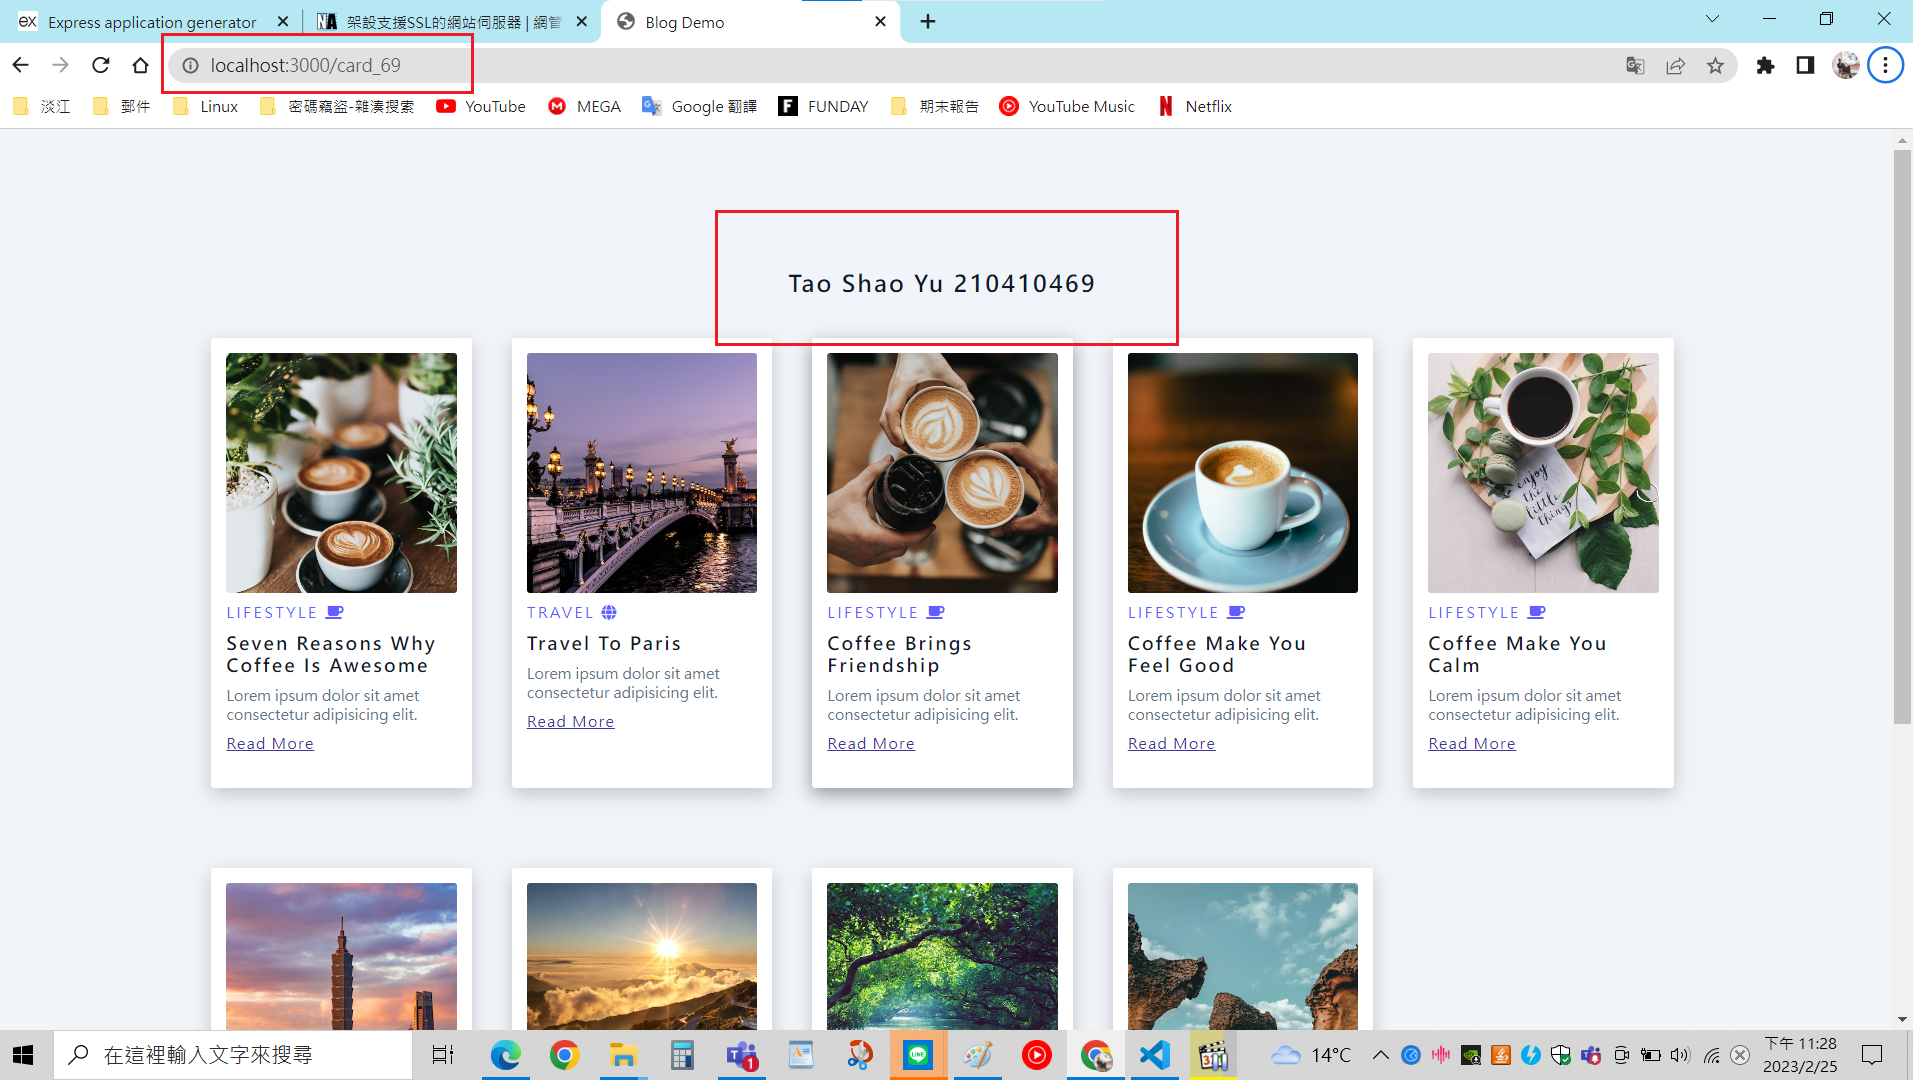 Express application generator
架設支援SSL的網站伺服器 | 網管
Blog Demo
localhost:3000/card_69
淡江
郵件
Linux
密碼竊盜-雜湊搜索
YouTube
MEGA
Google 翻譯
FUNDAY
期末報告
YouTube Music
Netflix
Tao Shao Yu 210410469
LIFESTYLE
Seven Reasons Why
Coffee Is Awesome
Lorem ipsum dolor sit amet
consectetur adipisicing elit.
Read More
TRAVEL
Travel To Paris
Lorem ipsum dolor sit amet
consectetur adipisicing elit.
Read More
LIFESTYLE
Coffee Brings
Friendship
Lorem ipsum dolor sit amet
consectetur adipisicing elit.
Read More
LIFESTYLE
Coffee Make You
Feel Good
Lorem ipsum dolor sit amet
consectetur adipisicing elit.
Read More
enjoy
the
little
things
LIFESTYLE
Coffee Make You
Calm
Lorem ipsum dolor sit amet
consectetur adipisicing elit.
Read More
在這裡輸入文字來搜尋
14°C
下午 11:28
2023/2/25